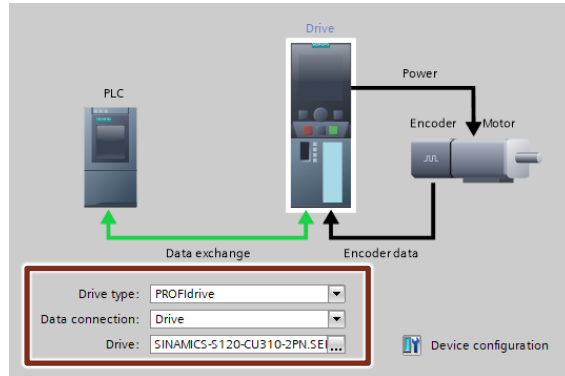 Drive
Power
PLC
Encoder
Motor
Data exchange
Encoder data
Drive type:
PROFIdrive
Data connection:
Drive
Drive:
SINAMICS-S120-CU310-2PN.SE
...
Device configuration